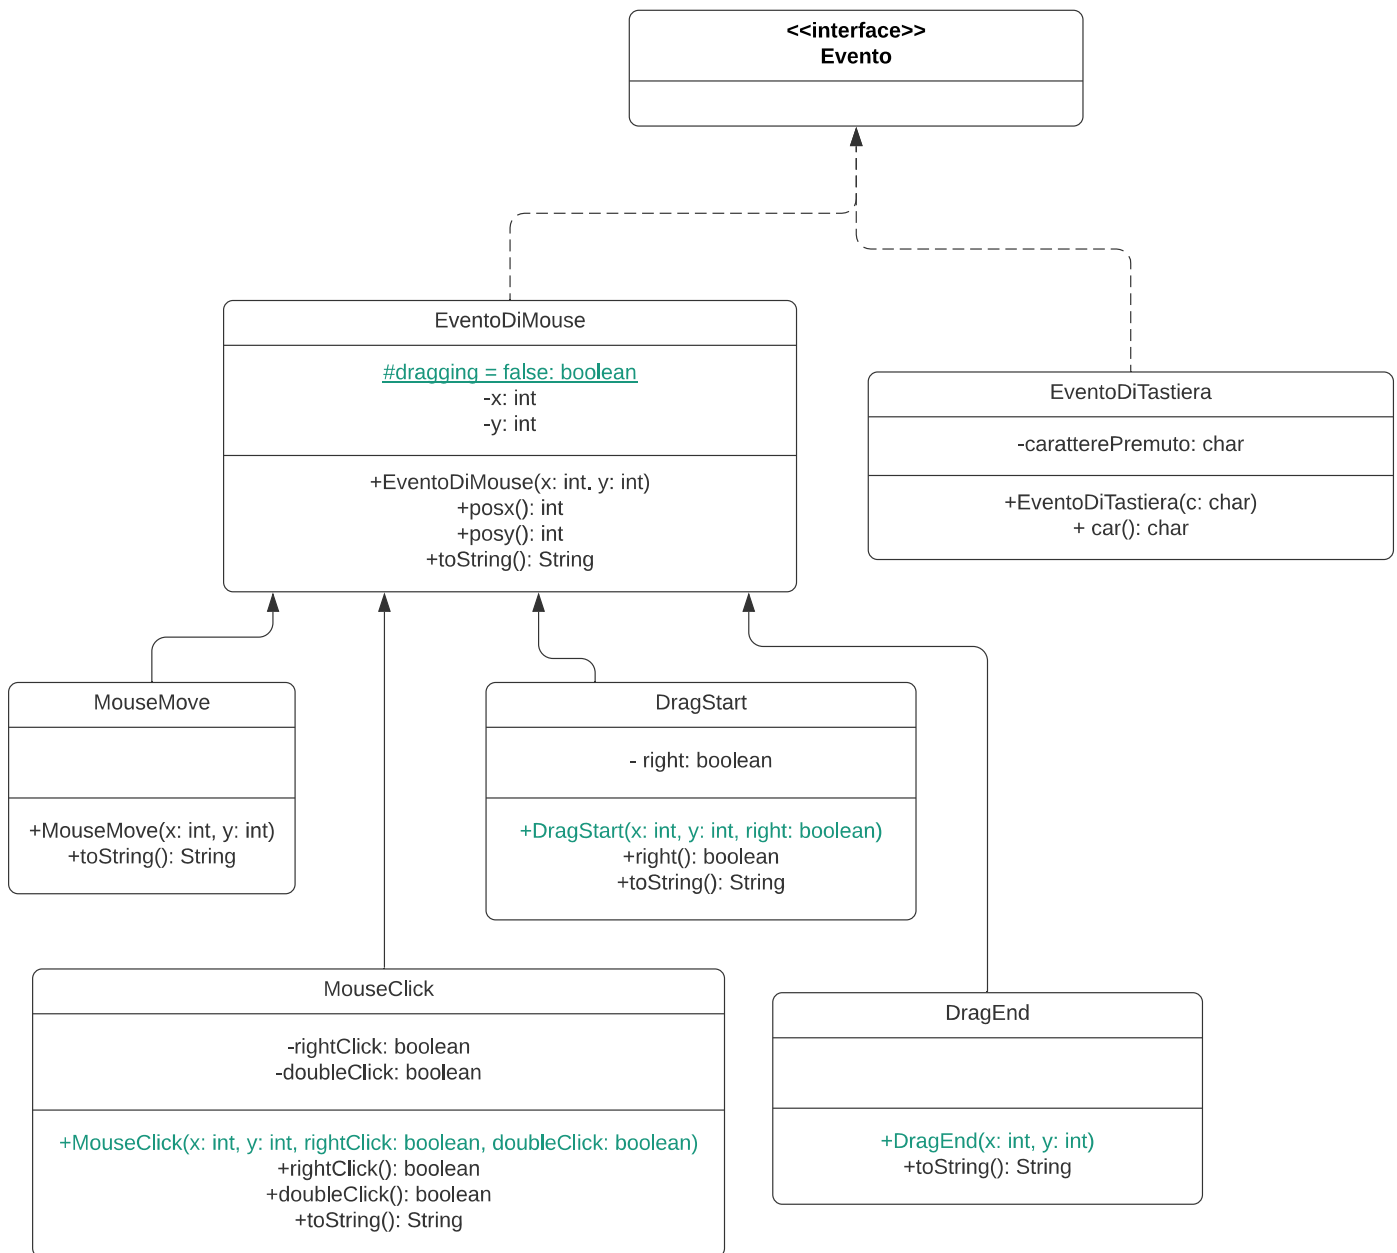 <<interface>>
Evento
EventoDiMouse
#dragging = false: boolean
-x: int
-y: int
+EventoDiMouse(x: int. y: int)
+posx(): int
+posy(): int
+toString(): String
EventoDiTastiera
-caratterePremuto: char
+EventoDiTastiera(c: char)
+ car(): char
MouseMove
+MouseMove(x: int, y: int)
+toString(): String
DragStart
- right: boolean
+DragStart(x: int, y: int, right: boolean)
+right(): boolean
+toString(): String
MouseClick
-rightClick: boolean
-doubleClick: boolean
+MouseClick(x: int, y: int, rightClick: boolean, doubleClick: boolean)
+rightClick(): boolean
+doubleClick(): boolean
+toString(): String
DragEnd
+DragEnd(x: int, y: int)
+toString(): String